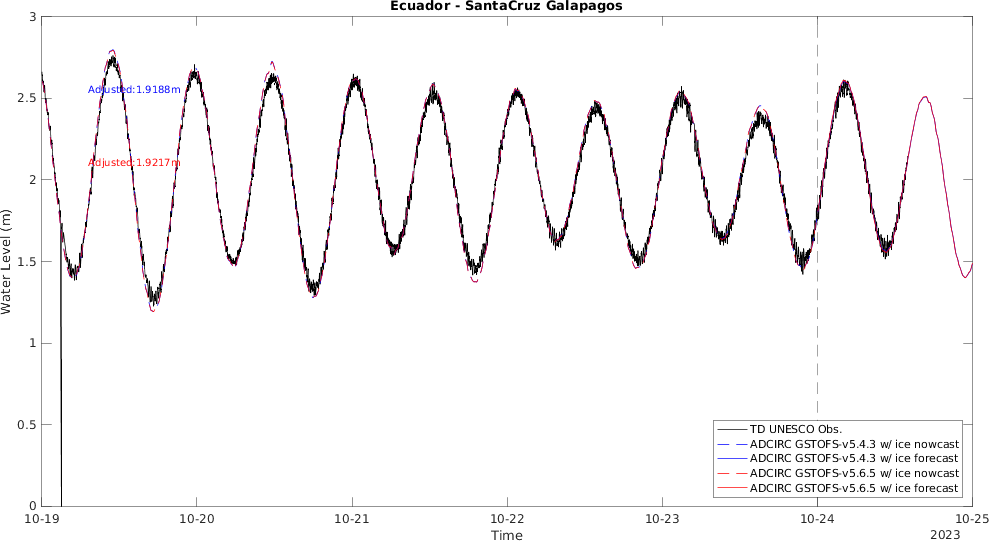 Ecuador - SantaCruz Galapagos
Water Level (m)
3
2.5
2
1.5
1
0.5
0
Adjusted:1.9188m
Adjusted:1.9217m
TD UNESCO Obs.
ADCIRC GSTOFS-v5.4.3 w/ ice nowcast
ADCIRC GSTOFS-v5.4.3 w/ ice forecast
ADCIRC GSTOFS-v5.6.5 w/ ice nowcast
ADCIRC GSTOFS-v5.6.5 w/ ice forecast
10-19 10-20 10-21 10-22 10-23 10-24 10-25
Time
2023